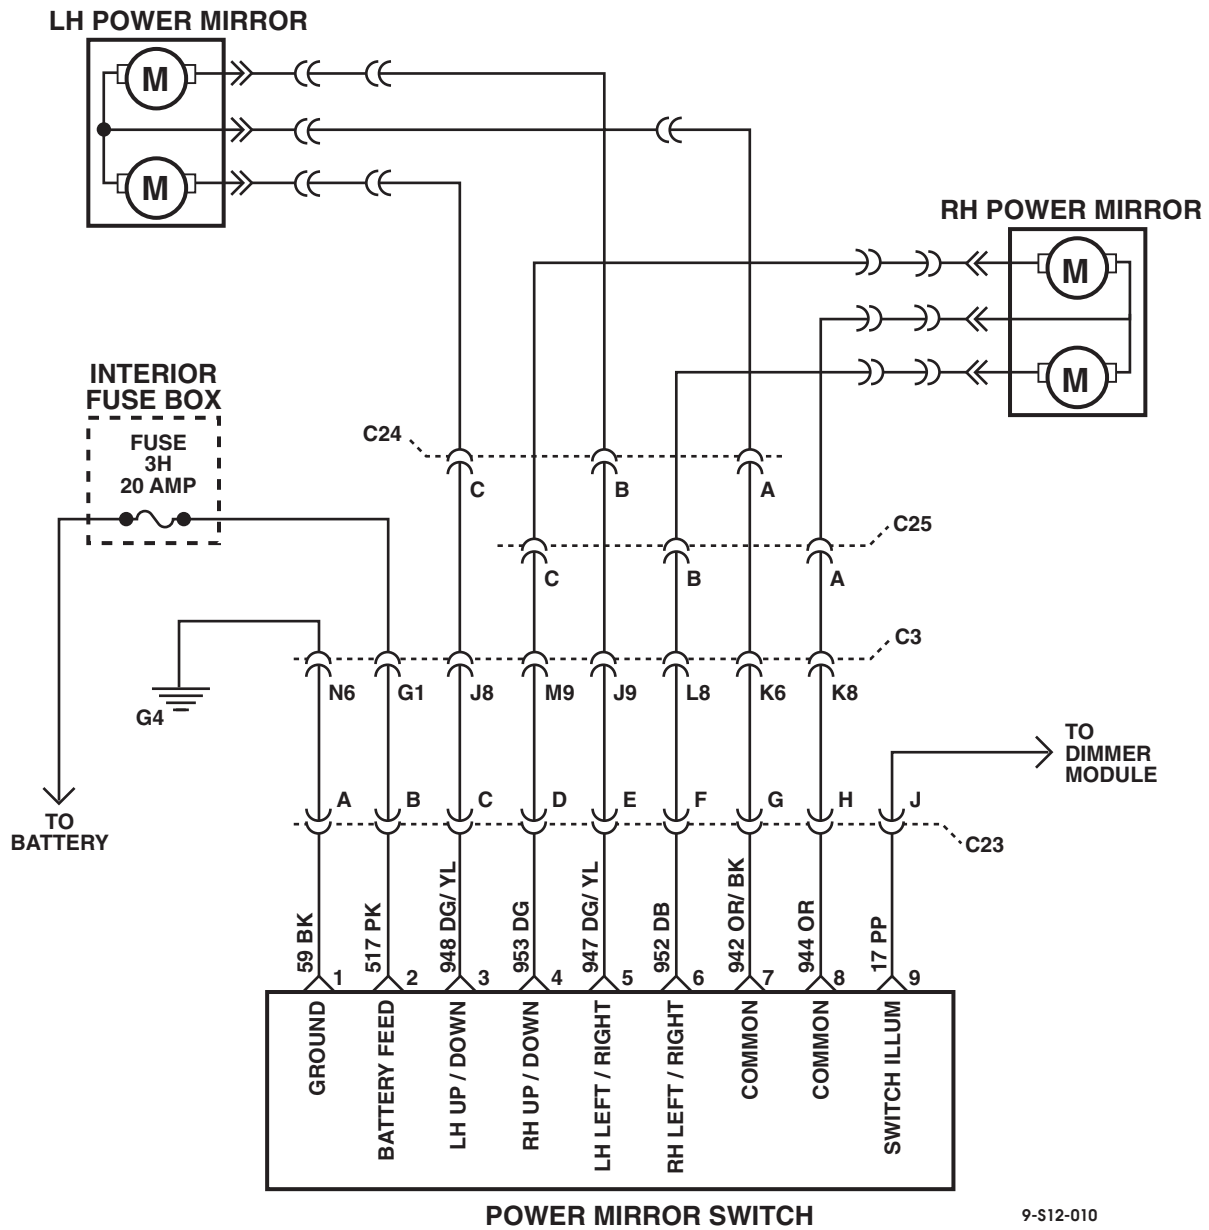 LH POWER MIRROR
M
M
RH POWER MIRROR
M
M
INTERIOR
FUSE BOX
FUSE
3H
20 AMP
C24
C
B
A
C25
C
B
A
C3
N6
G1
J8
M9
J9
L8
K6
K8
G4
TO
DIMMER
MODULE
TO
BATTERY
A
B
C
D
E
F
G
H
J
C23
59 BK
517 PK
948 DG/ YL
953 DG
947 DG/ YL
952 DB
942 OR/ BK
944 OR
17 PP
1
2
3
4
5
6
7
8
9
GROUND
BATTERY FEED
LH UP / DOWN
RH UP / DOWN
LH LEFT / RIGHT
RH LEFT / RIGHT
COMMON
COMMON
SWITCH ILLUM
POWER MIRROR SWITCH
9-S12-010